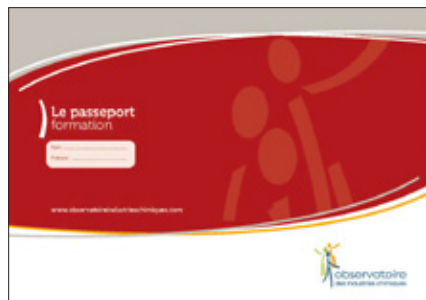 Le passeport
formation
Nom
Prénom
www.observatoireindustrieschimiques.com
observatoire
des industries chimiques